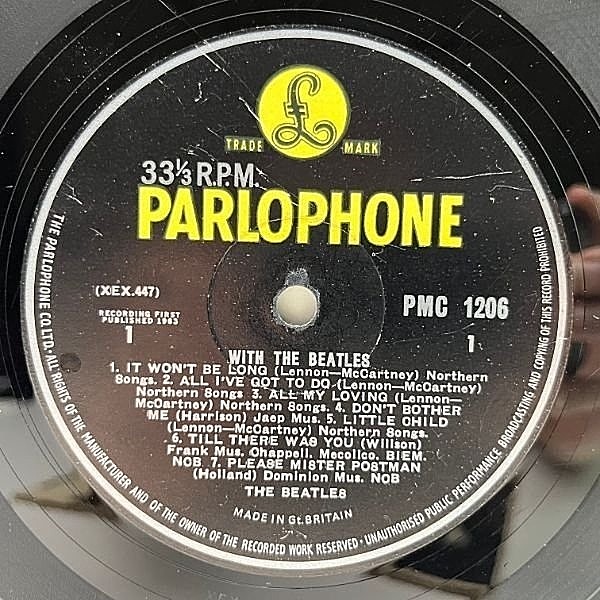 £
TRADE MARK
33⅓ R.P.M.
PARLOPHONE
(XEX.447)
PMC 1206
RECORDING FIRST
PUBLISHED 1963
1
1
WITH THE BEATLES
1. IT WON'T BE LONG (Lennon—McCartney) Northern
Songs. 2. ALL I'VE GOT TO DO (Lennon—McCartney)
Northern Songs 3. ALL MY LOVING (Lennon—
McCartney) Northern Songs. 4. DON'T BOTHER
ME (Harrison) Jaep Mus. 5. LITTLE CHILD
(Lennon—McCartney) Northern Songs.
6. TILL THERE WAS YOU (Willson)
Frank Mus. Chappell. Mecolico. BIEM.
NOB. 7. PLEASE MISTER POSTMAN
(Holland) Dominion Mus. NOB
THE BEATLES
MADE IN Gt. BRITAIN
THE PARLOPHONE CO. LTD. · ALL RIGHTS OF THE MANUFACTURER AND OF THE OWNER OF THE RECORDED WORK RESERVED · UNAUTHORISED PUBLIC PERFORMANCE BROADCASTING AND COPYING OF THIS RECORD PROHIBITED